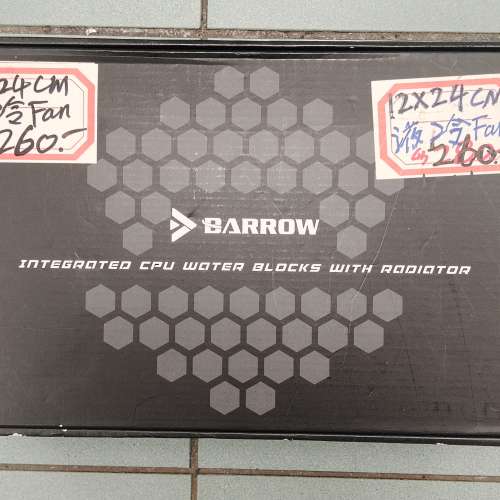 24CM
冷Fan
260.-
12X24CM
液冷Fan
260.-
BARROW
INTEGRATED CPU WATER BLOCKS WITH RADIATOR